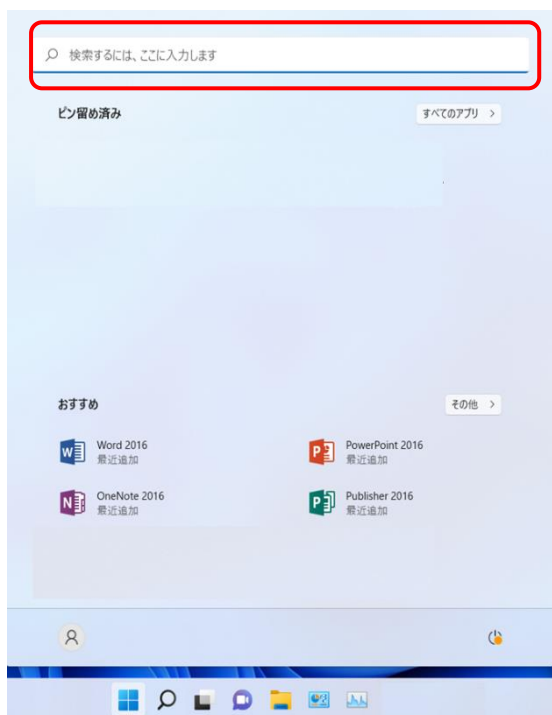 検索するには、ここに入力します
ピン留め済み
すべてのアプリ >
おすすめ
その他 >
Word 2016
最近追加
PowerPoint 2016
最近追加
OneNote 2016
最近追加
Publisher 2016
最近追加